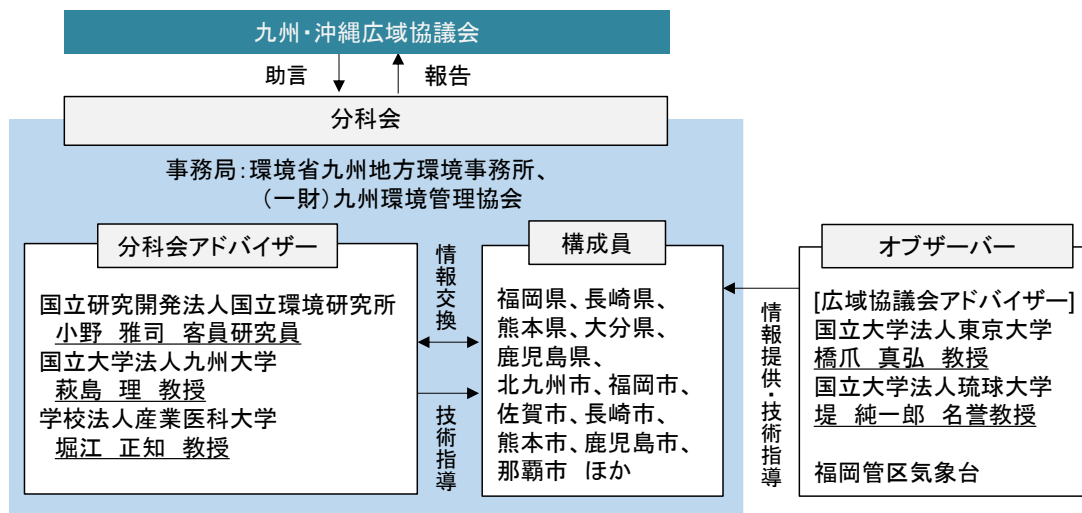 九州・沖縄広域協議会
助言
報告
分科会
事務局：環境省九州地方環境事務所、
（一財）九州環境管理協会
分科会アドバイザー
国立研究開発法人国立環境研究所
小野 雅司 客員研究員
国立大学法人九州大学
萩島 理 教授
学校法人産業医科大学
堀江 正知 教授
情報交換
技術指導
構成員
福岡県、長崎県、
熊本県、大分県、
鹿児島県、
北九州市、福岡市、
佐賀市、長崎市、
熊本市、鹿児島市、
那覇市 ほか
情報提供・技術指導
オブザーバー
[広域協議会アドバイザー]
国立大学法人東京大学
橋爪 真弘 教授
国立大学法人琉球大学
堤 純一郎 名誉教授
福岡管区気象台